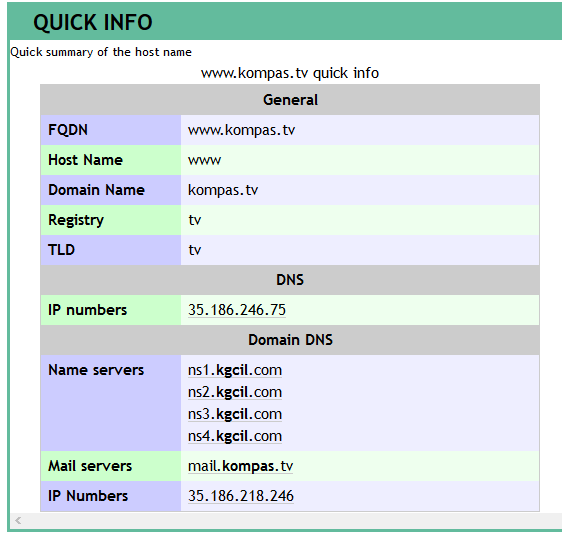 QUICK INFO
Quick summary of the host name
www.kompas.tv quick info
General
FQDN www.kompas.tv
Host Name www
Domain Name kompas.tv
Registry tv
TLD tv
DNS
IP numbers 35.186.246.75
Domain DNS
Name servers ns1.kgcil.com
ns2.kgcil.com
ns3.kgcil.com
ns4.kgcil.com
Mail servers mail.kompas.tv
IP Numbers 35.186.218.246